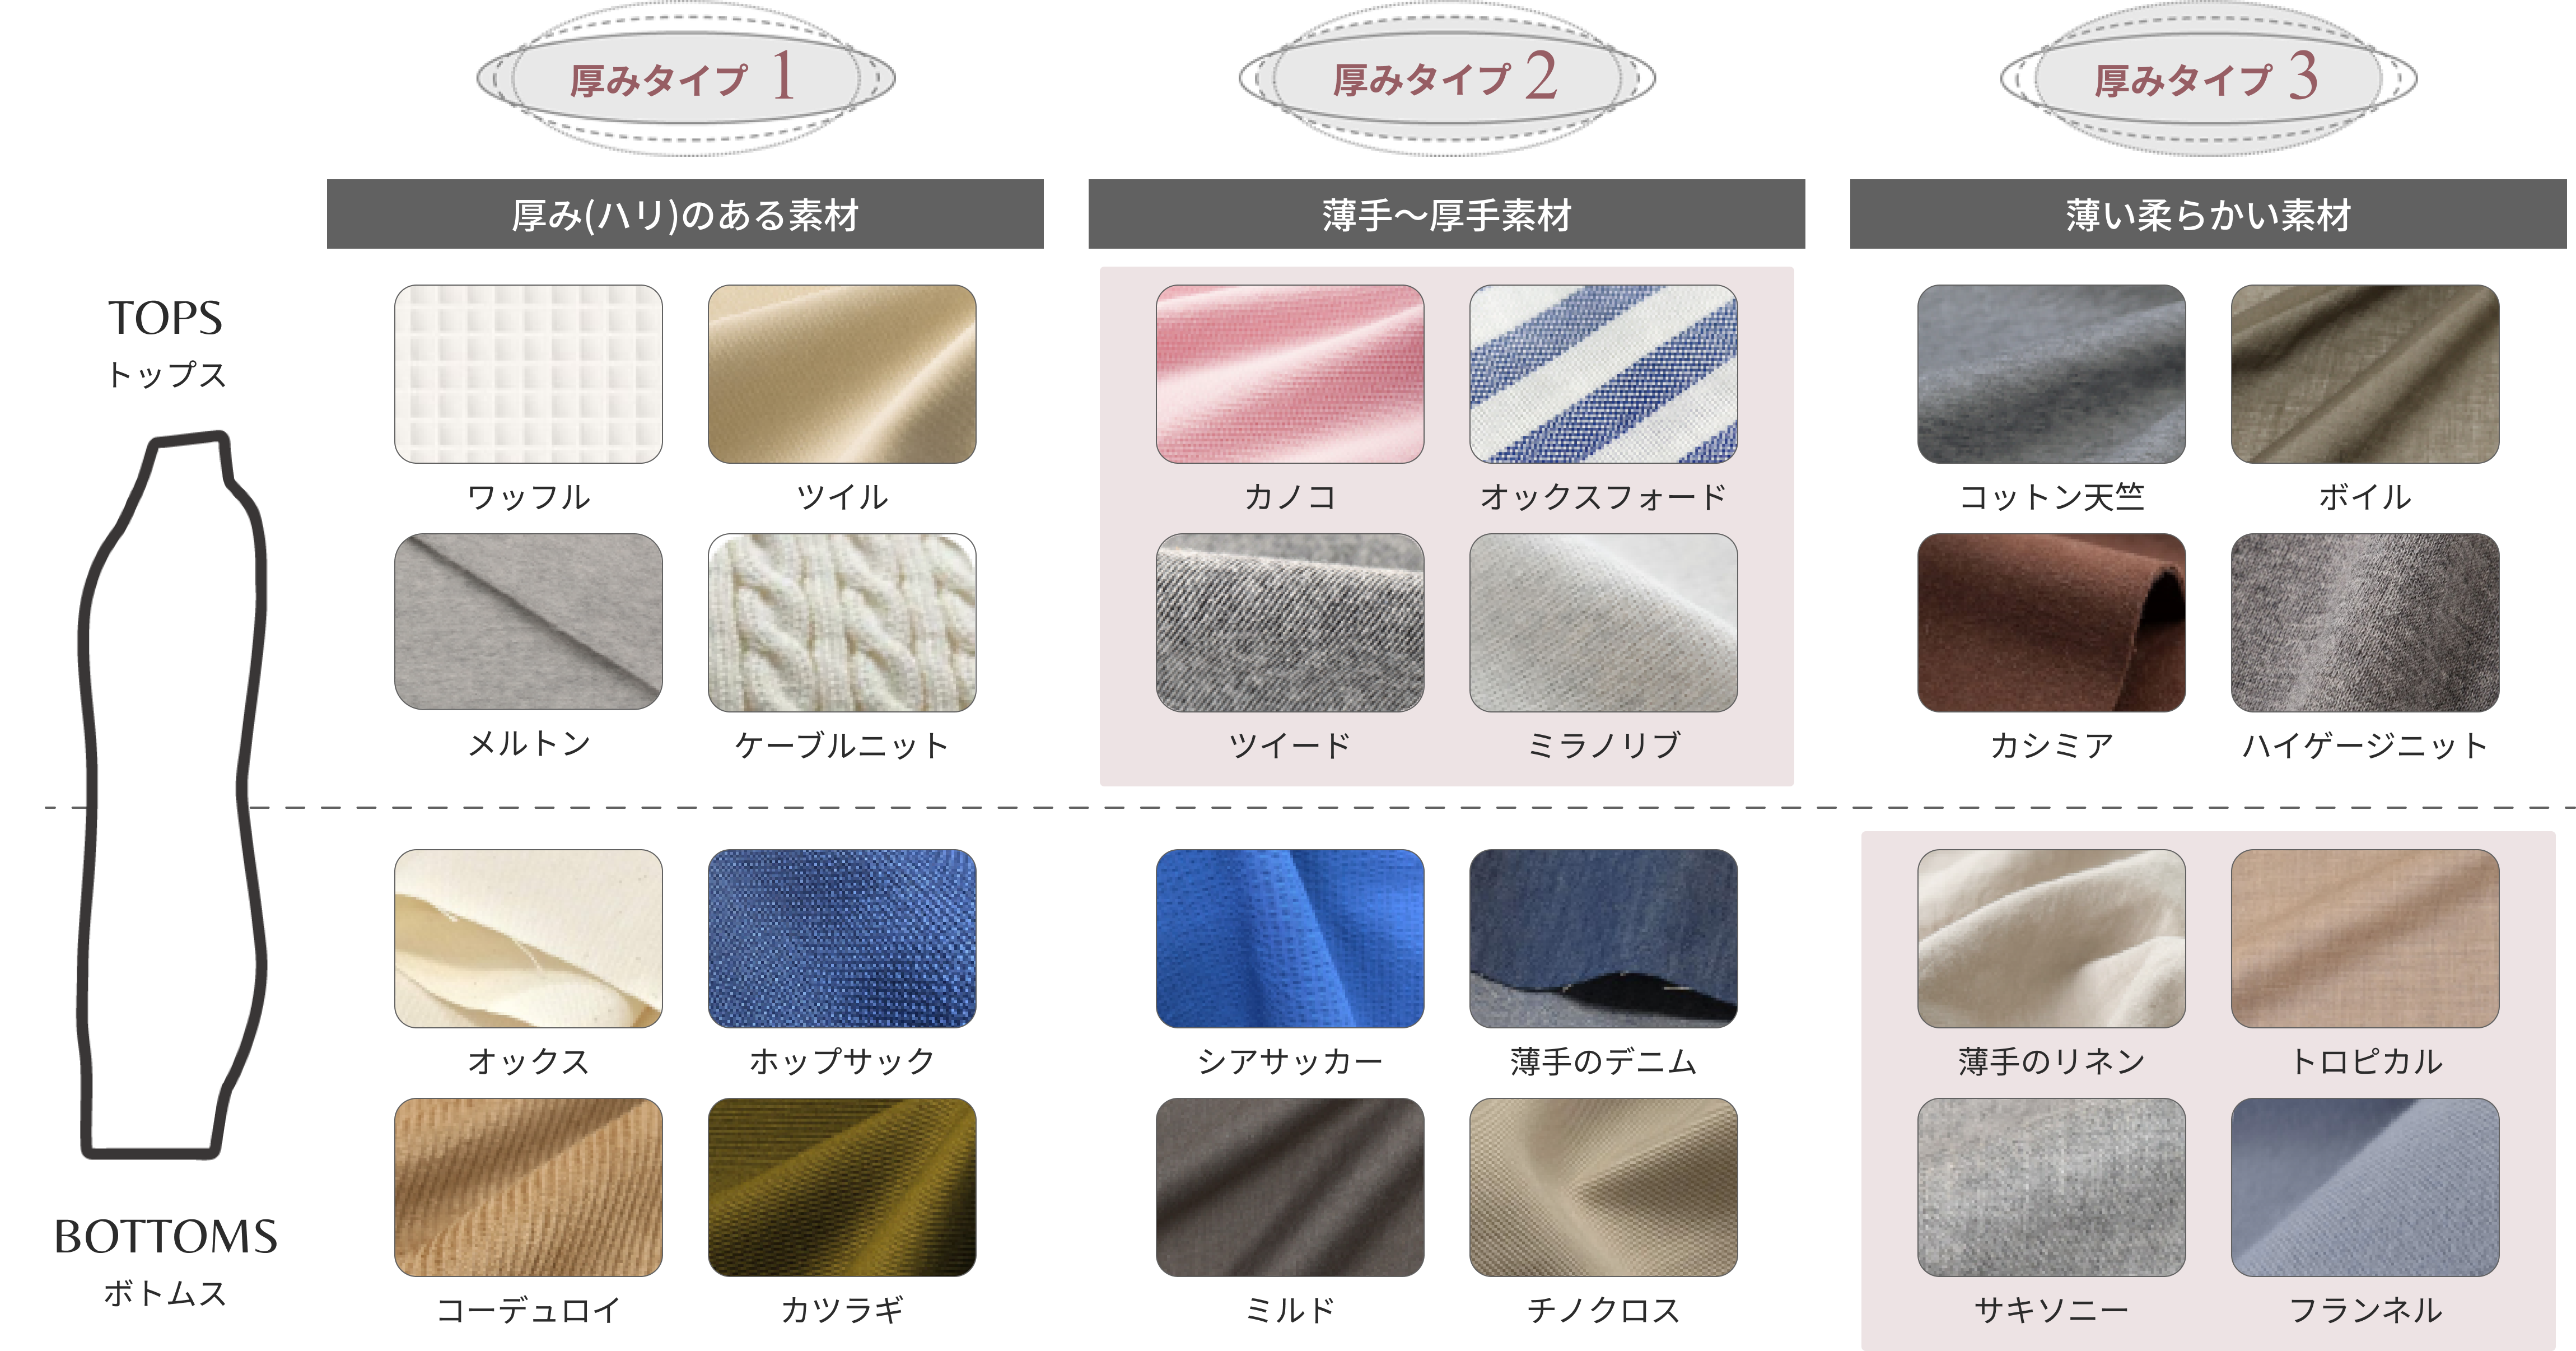 厚みタイプ 1
厚みタイプ 2
厚みタイプ 3
厚み(ハリ)のある素材
薄手～厚手素材
薄い柔らかい素材
TOPS
トップス
ワッフル
ツイル
カノコ
オックスフォード
コットン天竺
ボイル
メルトン
ケーブルニット
ツイード
ミラノリブ
カシミア
ハイゲージニット
オックス
ホップサック
シアサッカー
薄手のデニム
薄手のリネン
トロピカル
BOTTOMS
ボトムス
コーデュロイ
カツラギ
ミルド
チノクロス
サキソニー
フランネル